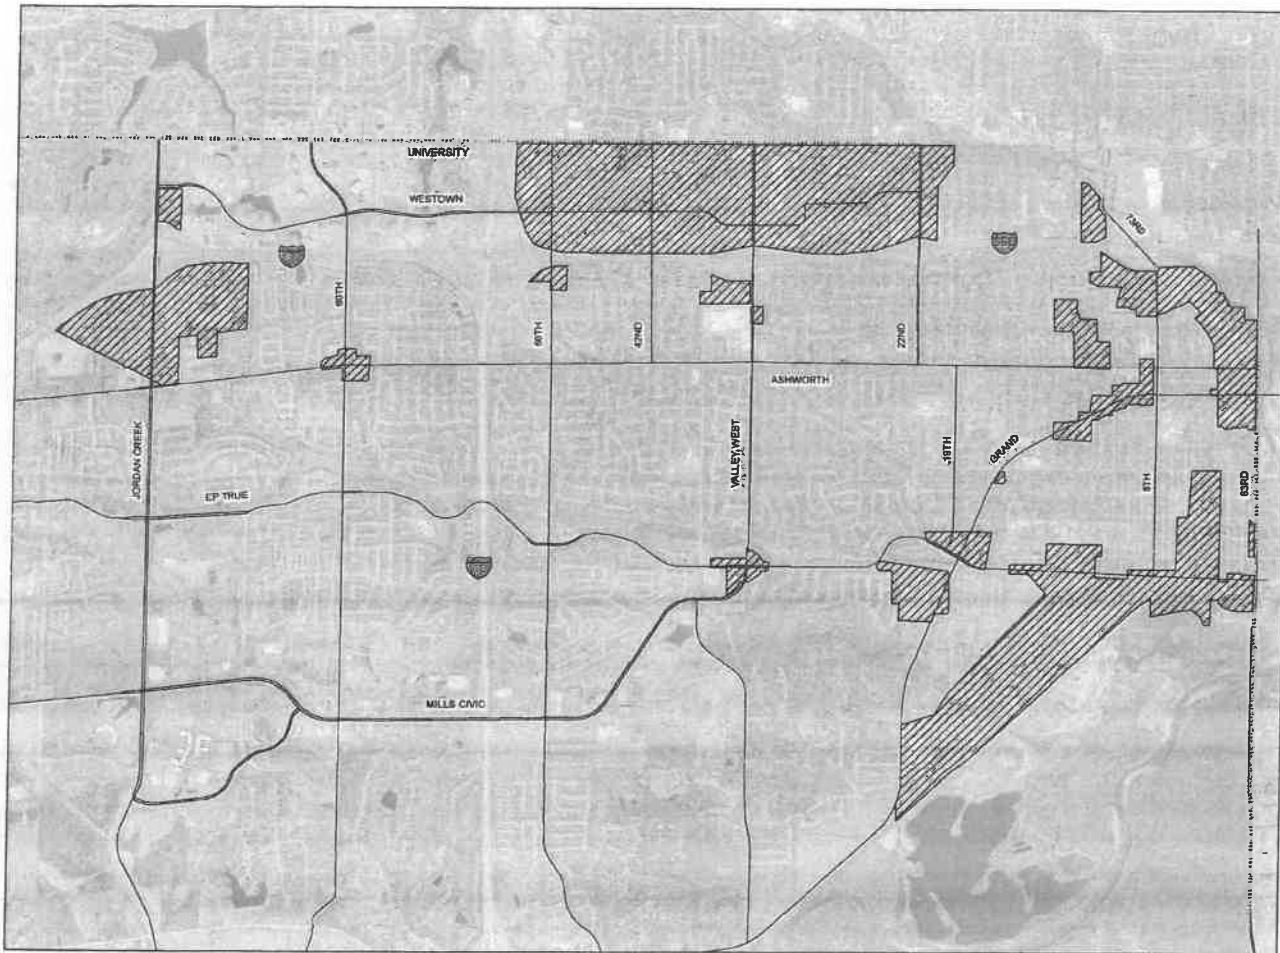 UNIVERSITY
WESTOWN
73RD
60TH
50TH
42ND
22ND
ASHWORTH
JORDAN CREEK
VALLEY WEST
19TH
GRAND
8TH
63RD
EP TRUE
MILLS CIVIC